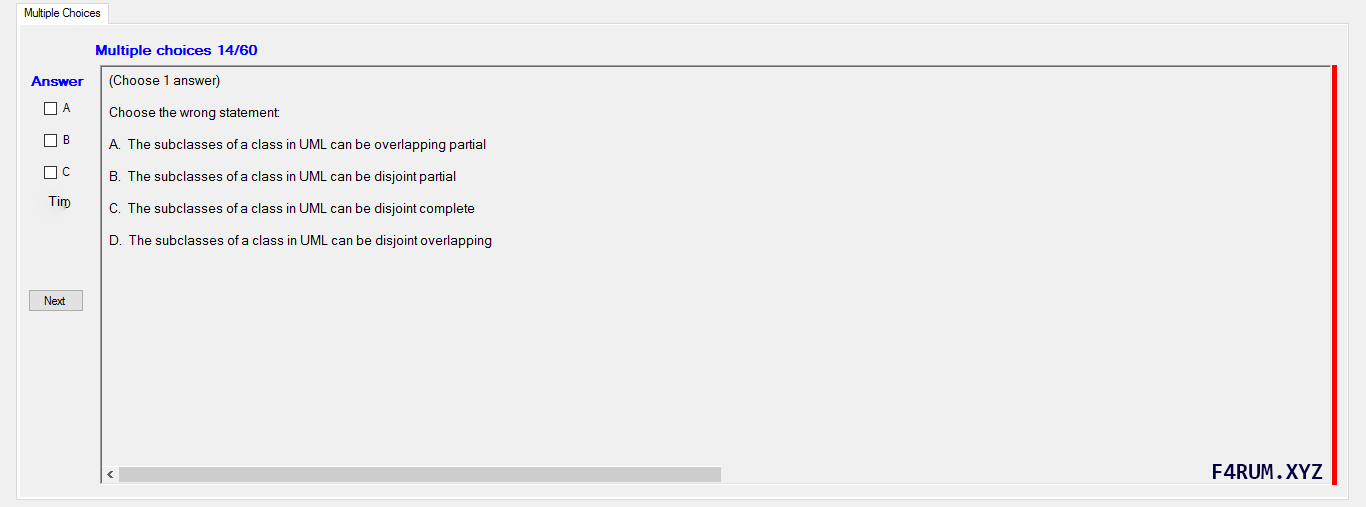 Multiple Choices
Multiple choices 14/60
Answer
(Choose 1 answer)
A
Choose the wrong statement:
B
A. The subclasses of a class in UML can be overlapping partial
C
B. The subclasses of a class in UML can be disjoint partial
D
C. The subclasses of a class in UML can be disjoint complete
D. The subclasses of a class in UML can be disjoint overlapping
Next
F4RUM.XYZ